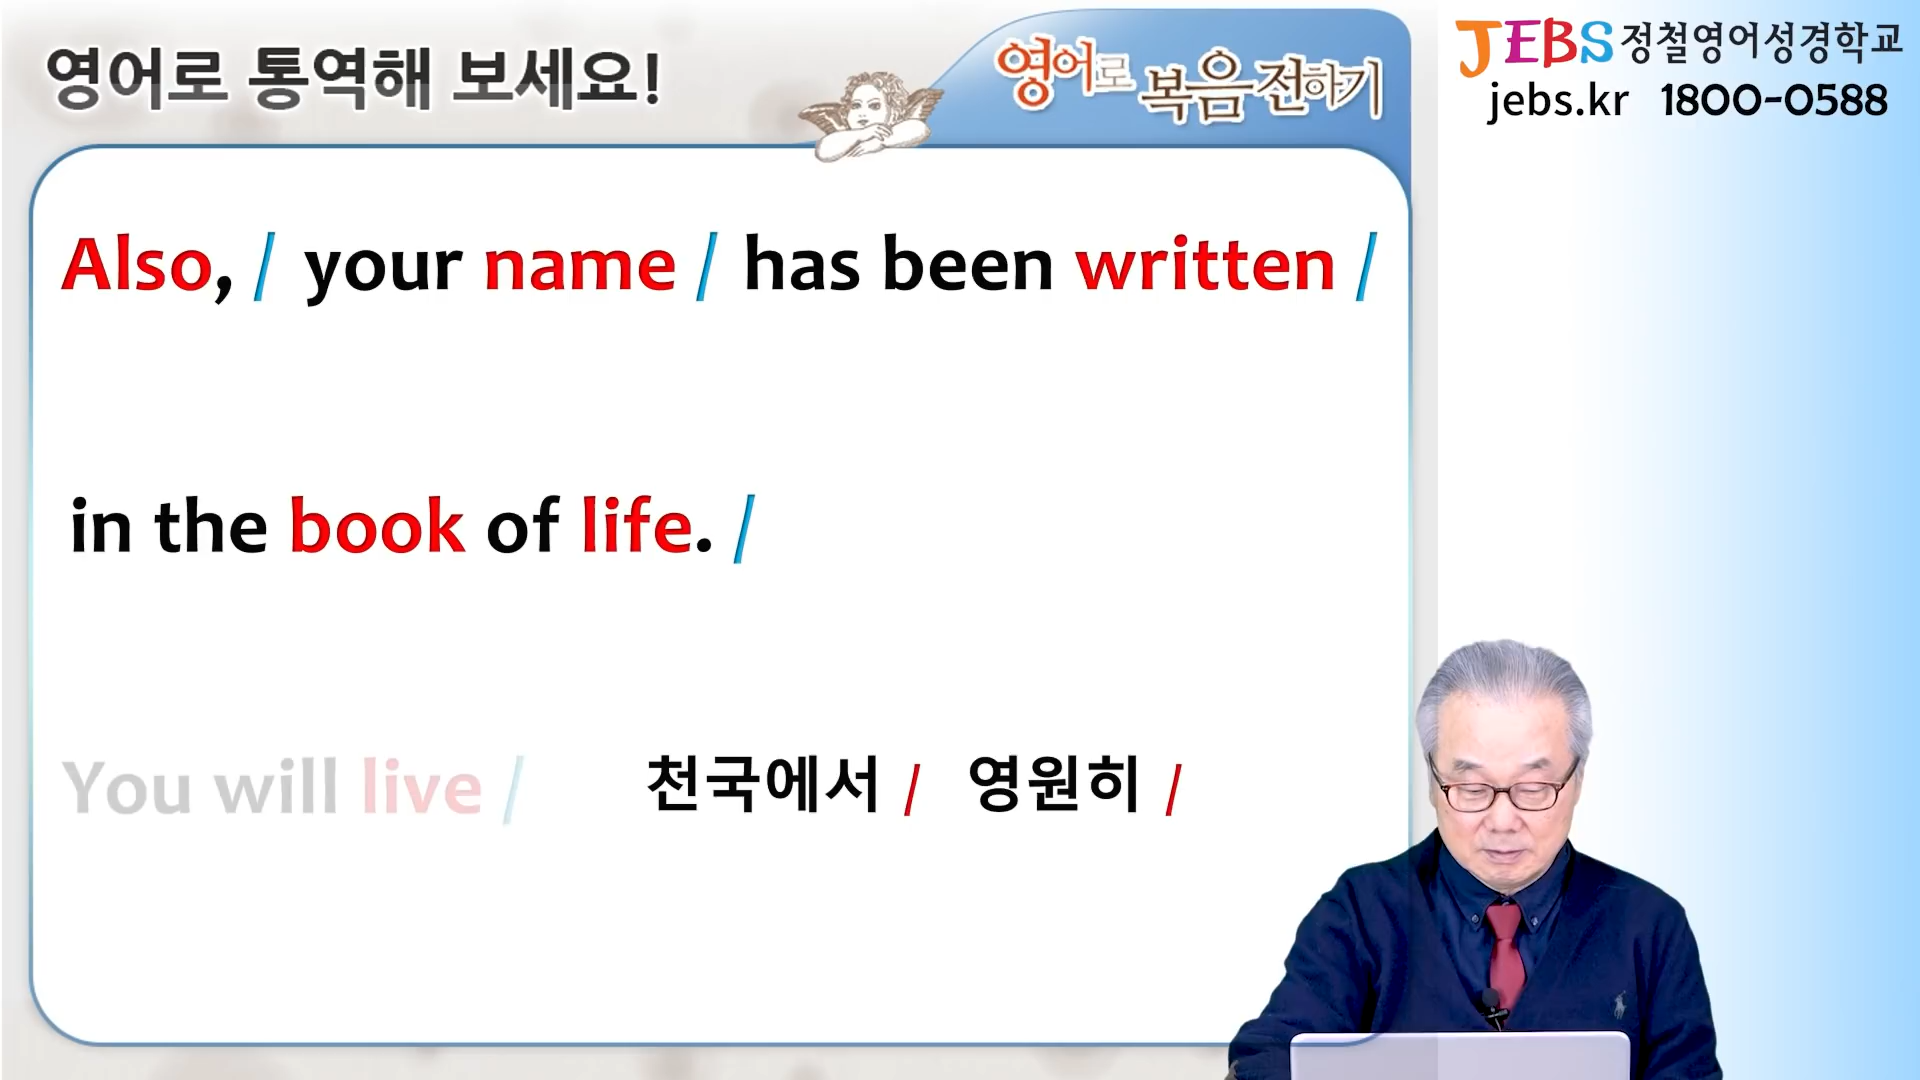 영어로 통역해 보세요!
영어로 복음 전하기
JEBS 정철영어성경학교
jebs.kr 1800-0588
Also, / your name / has been written /
in the book of life. /
You will live / 천국에서 / 영원히 /